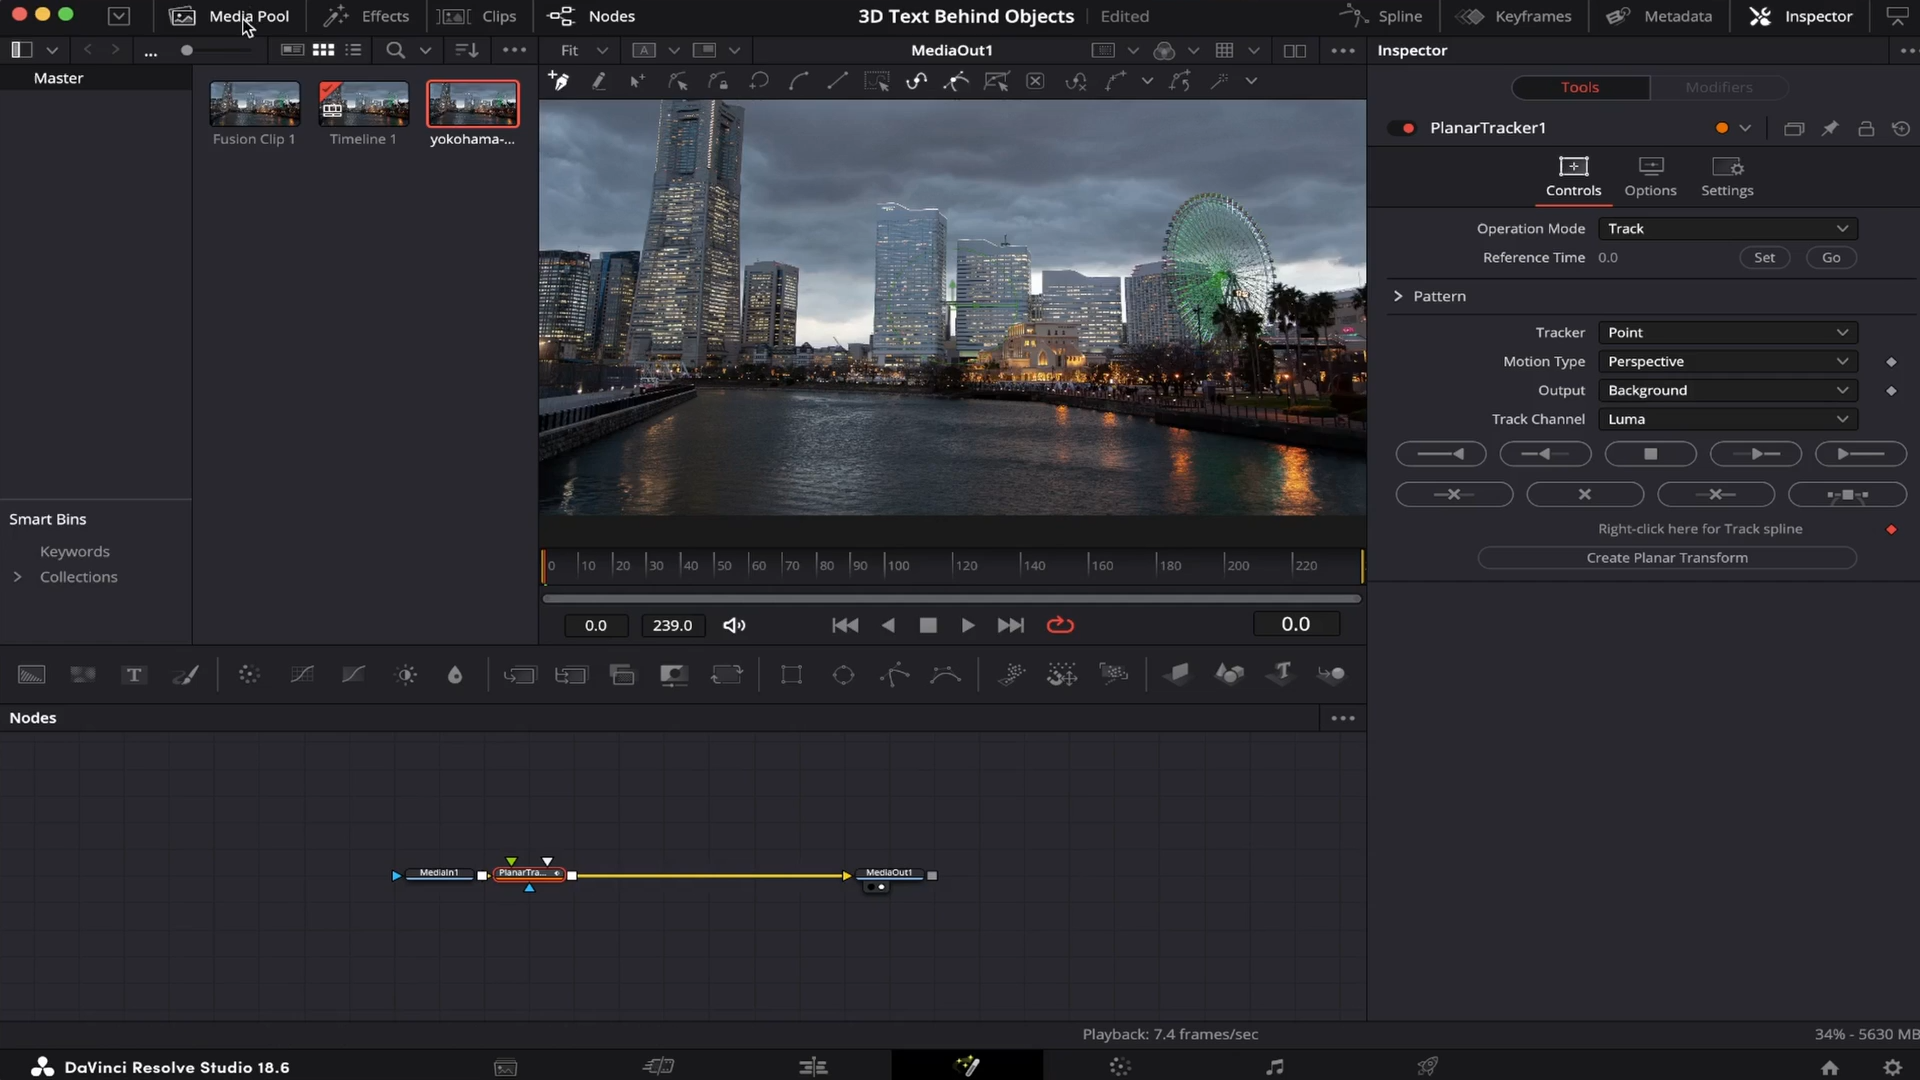 Media Pool
Effects
Clips
Nodes
3D Text Behind Objects
Edited
Spline
Keyframes
Metadata
Inspector
...
Fit
A
MediaOut1
Inspector
Master
Fusion Clip 1
Timeline 1
yokohama-...
Tools
Modifiers
PlanarTracker1
Controls
Options
Settings
Operation Mode
Track
Reference Time
0.0
Set
Go
Pattern
Tracker
Point
Motion Type
Perspective
Output
Background
Track Channel
Luma
Right-click here for Track spline
Create Planar Transform
Smart Bins
Keywords
Collections
0 10 20 30 40 50 60 70 80 90 100 120 140 160 180 200 220
0.0
239.0
0.0
T
T
Nodes
MediaIn1
PlanarTra...
MediaOut1
Playback: 7.4 frames/sec
34% - 5630 MB
DaVinci Resolve Studio 18.6